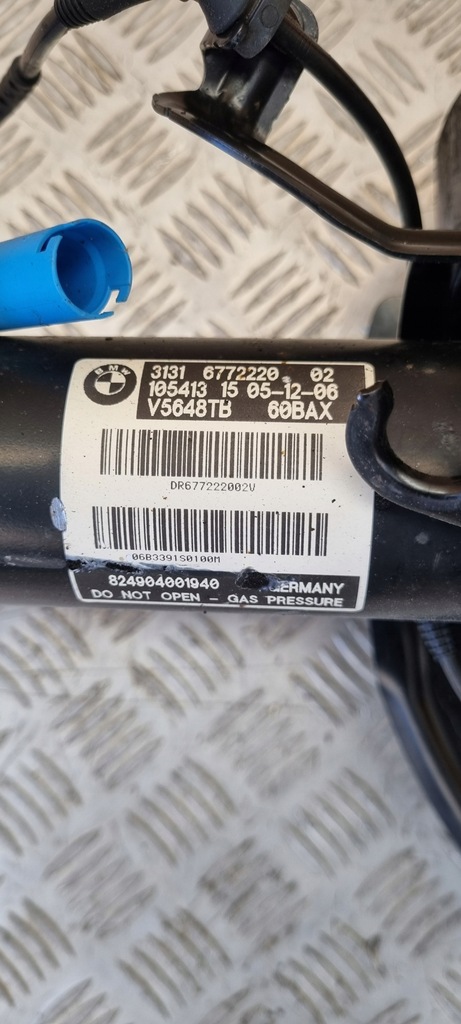 BMW
3131 6772220 02
105413 15 05-12-06
V5648TB 60BAX
DR677222002V
06B3391S0100M
824904001940 GERMANY
DO NOT OPEN - GAS PRESSURE